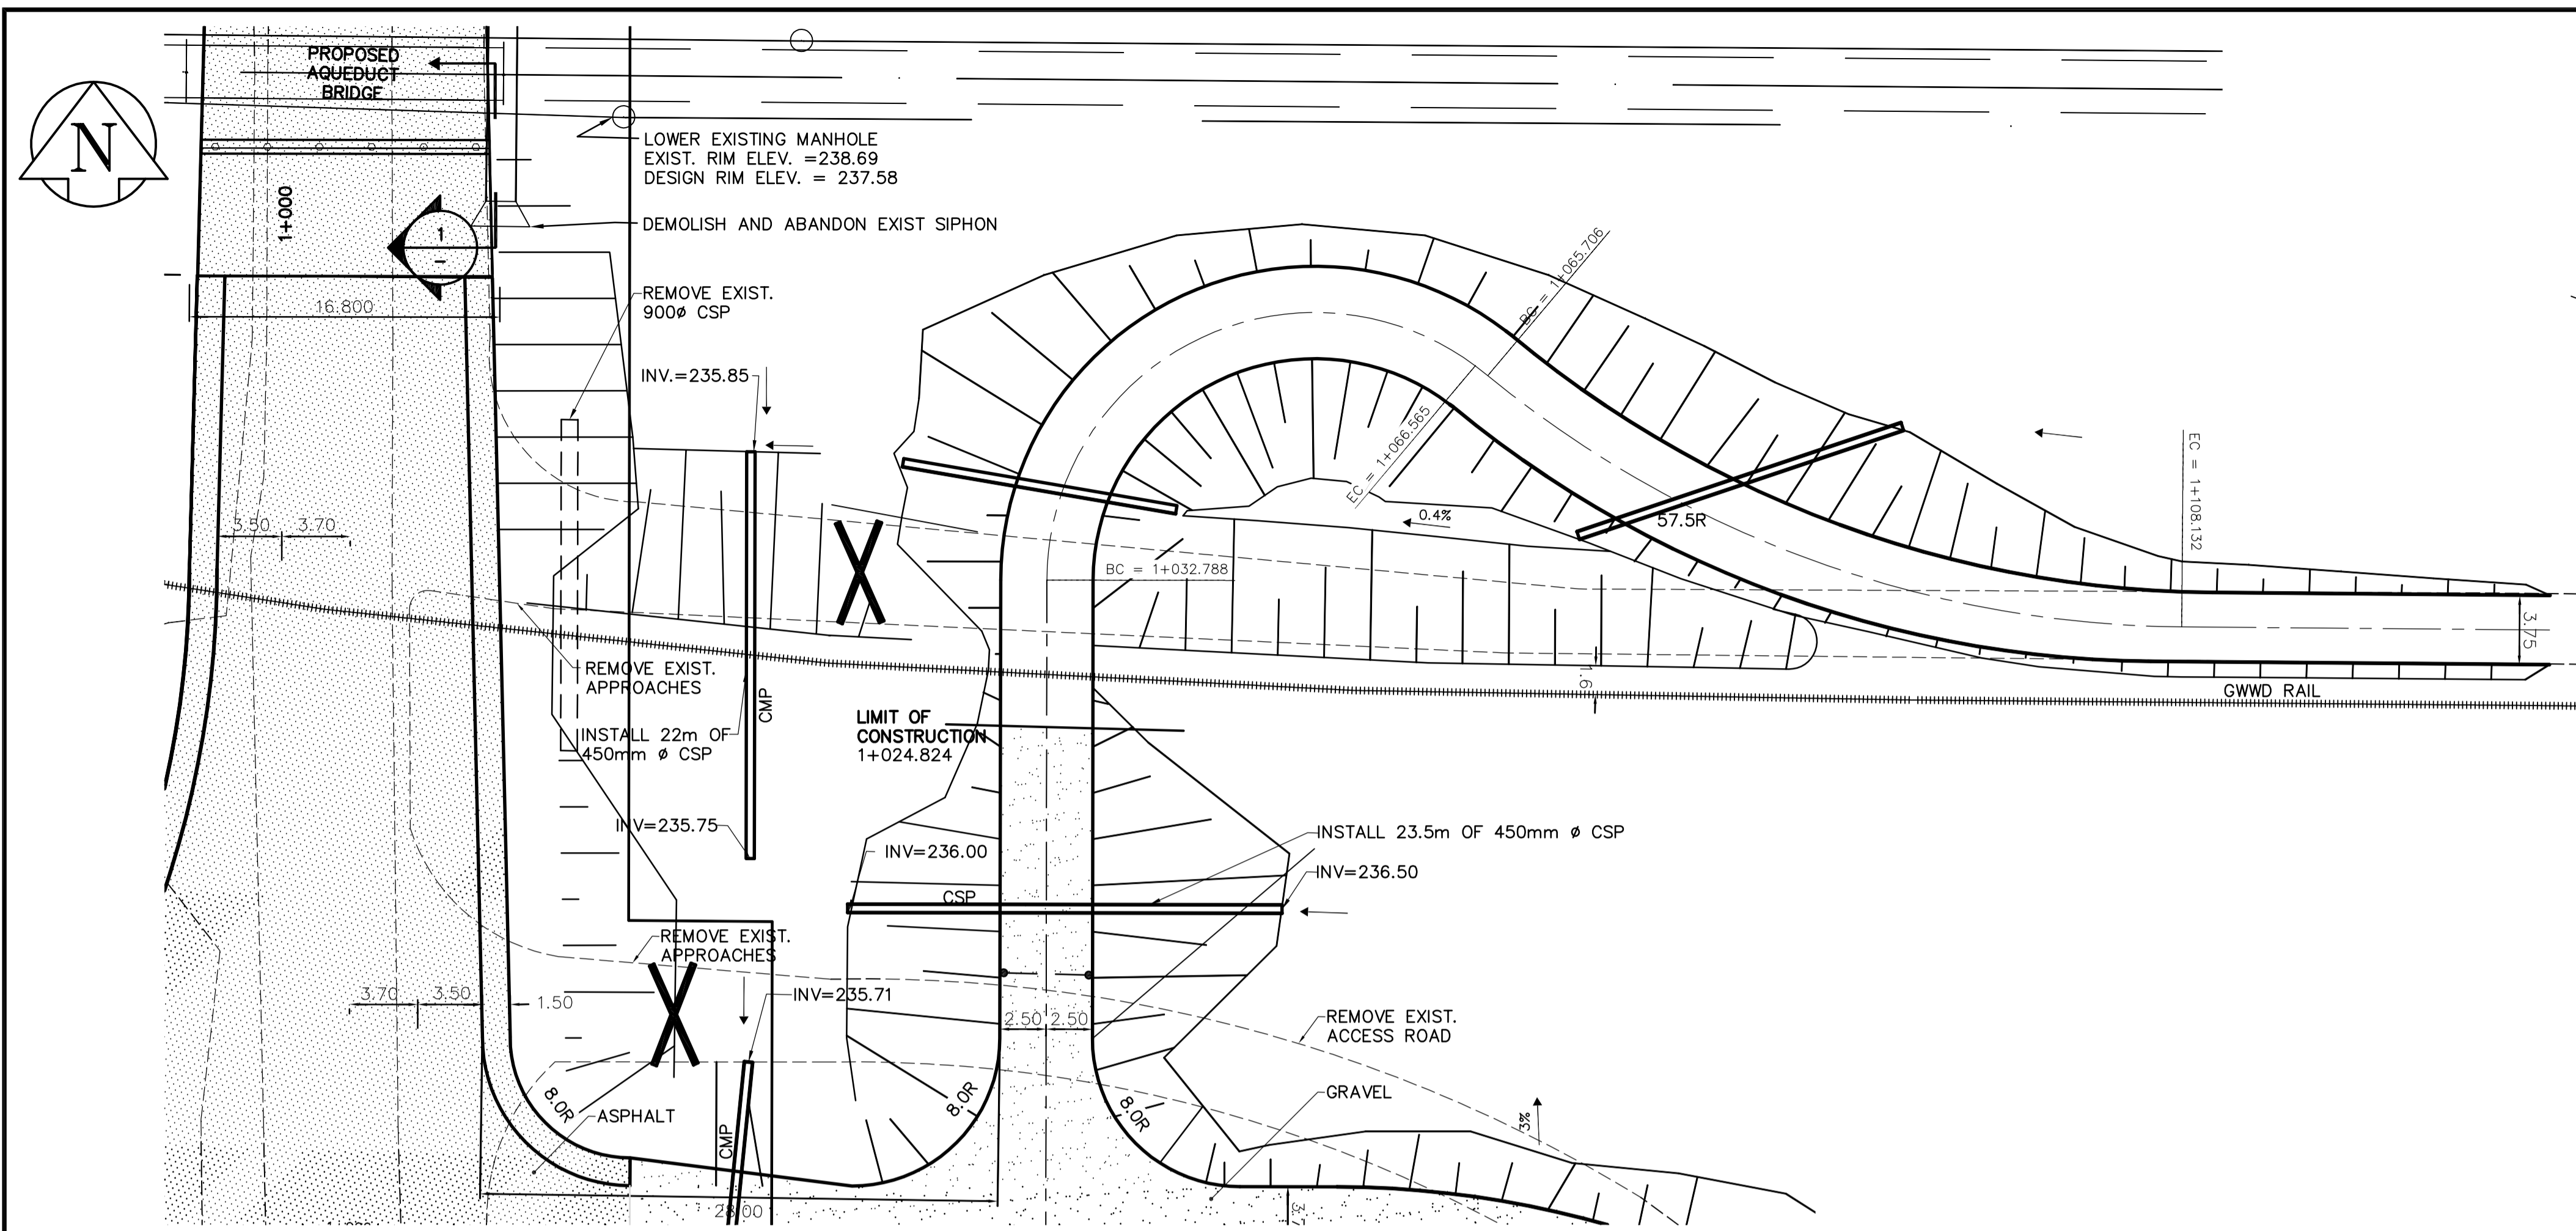 PROPOSED
AQUEDUCT
BRIDGE
N
LOWER EXISTING MANHOLE
EXIST. RIM ELEV. =238.69
DESIGN RIM ELEV. = 237.58
1+000
1
–
DEMOLISH AND ABANDON EXIST SIPHON
16.800
REMOVE EXIST.
900ø CSP
BC = 1+065.706
INV.=235.85
EC = 1+066.565
EC = 1+108.132
3.50
3.70
0.4%
57.5R
BC = 1+032.788
3.75
REMOVE EXIST.
APPROACHES
CMP
GWWD RAIL
LIMIT OF
CONSTRUCTION
1+024.824
INSTALL 22m OF
450mm ø CSP
INV=235.75
INSTALL 23.5m OF 450mm ø CSP
INV=236.00
INV=236.50
CSP
REMOVE EXIST.
APPROACHES
3.70
3.50
1.50
INV=235.71
2.50
2.50
REMOVE EXIST.
ACCESS ROAD
8.0R
ASPHALT
CMP
8.0R
8.0R
GRAVEL
3%
28.00